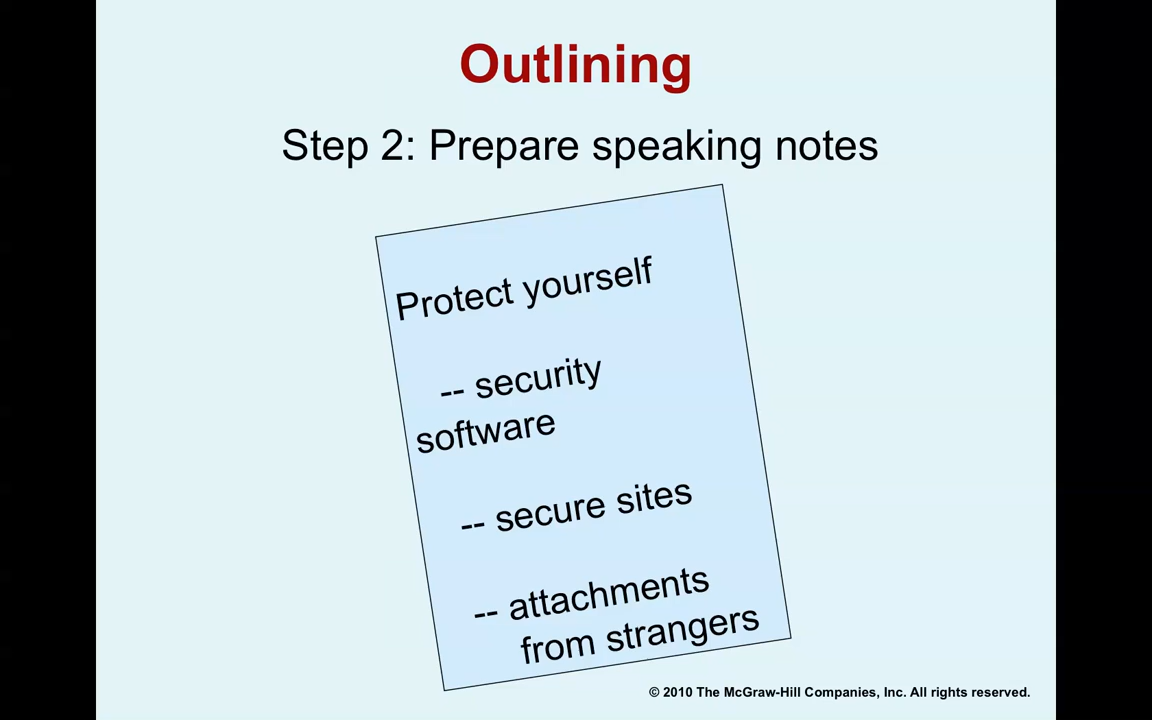 Outlining
Step 2: Prepare speaking notes
Protect yourself
-- security
software
-- secure sites
-- attachments
from strangers
© 2010 The McGraw-Hill Companies, Inc. All rights reserved.